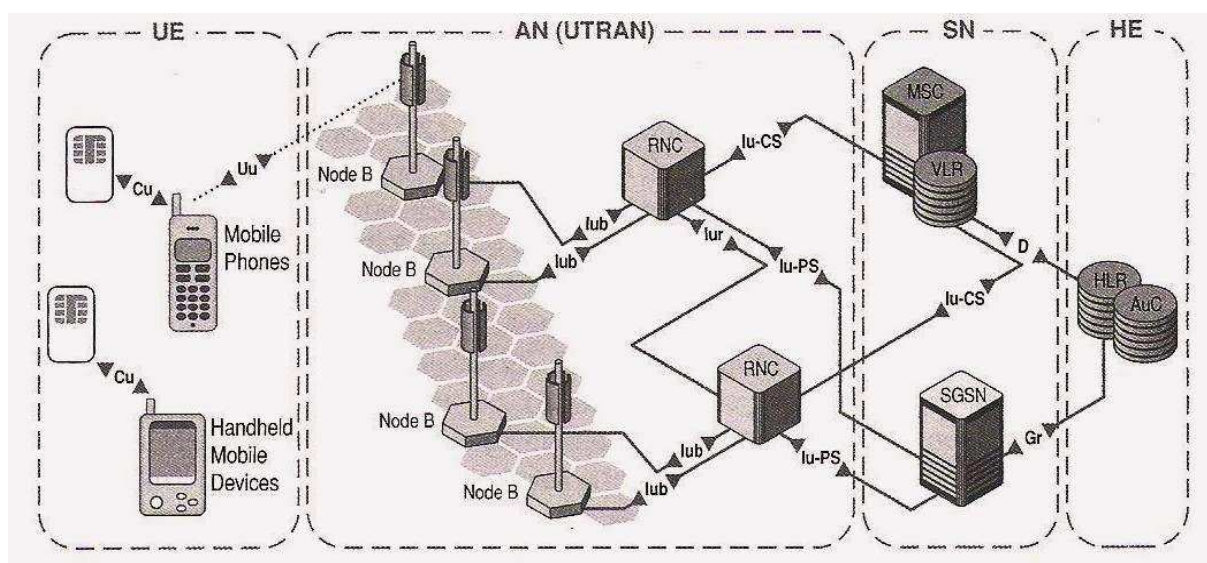 UE
AN (UTRAN)
SN
HE
MSC
VLR
RNC
Iu-CS
Uu
Cu
Node B
Mobile
Phones
Iub
Iur
Iub
Iu-PS
D
Node B
HLR
AuC
Iu-CS
Cu
RNC
SGSN
Node B
Handheld
Mobile
Devices
Iub
Iu-PS
Gr
Node B
Iub